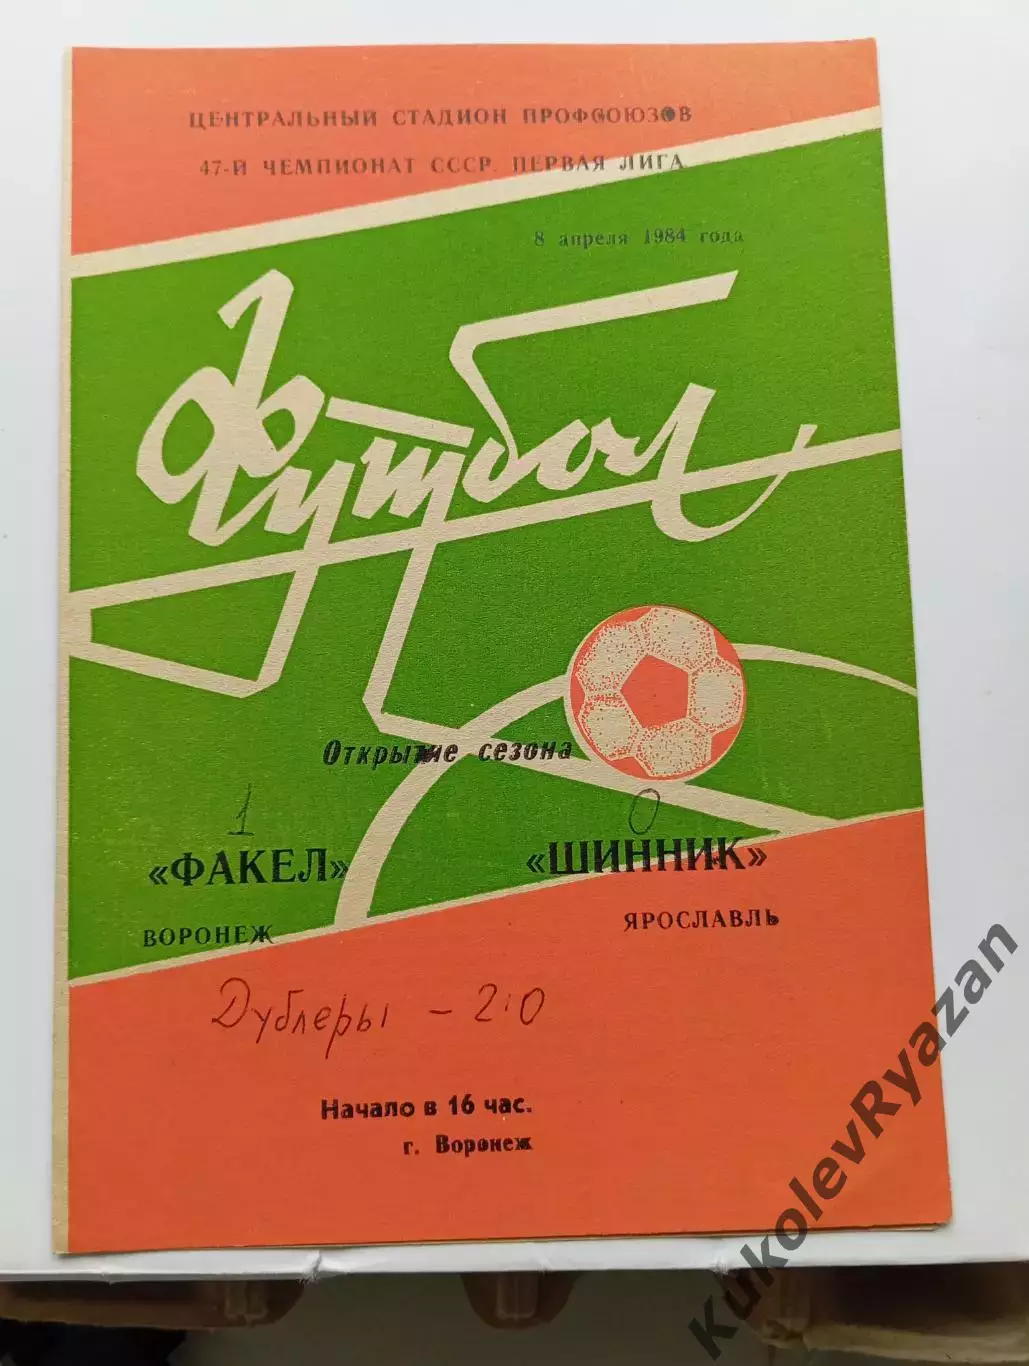 ЦЕНТРАЛЬНЫЙ СТАДИОН ПРОФСОЮЗОВ
47-Й ЧЕМПИОНАТ СССР. ПЕРВАЯ ЛИГА
8 апреля 1984 года
Футбол
Открытие сезона
1 0
«ФАКЕЛ» «ШИННИК»
ВОРОНЕЖ ЯРОСЛАВЛЬ
Дублеры - 2:0
Начало в 16 час.
г. Воронеж
KukolevRyazan